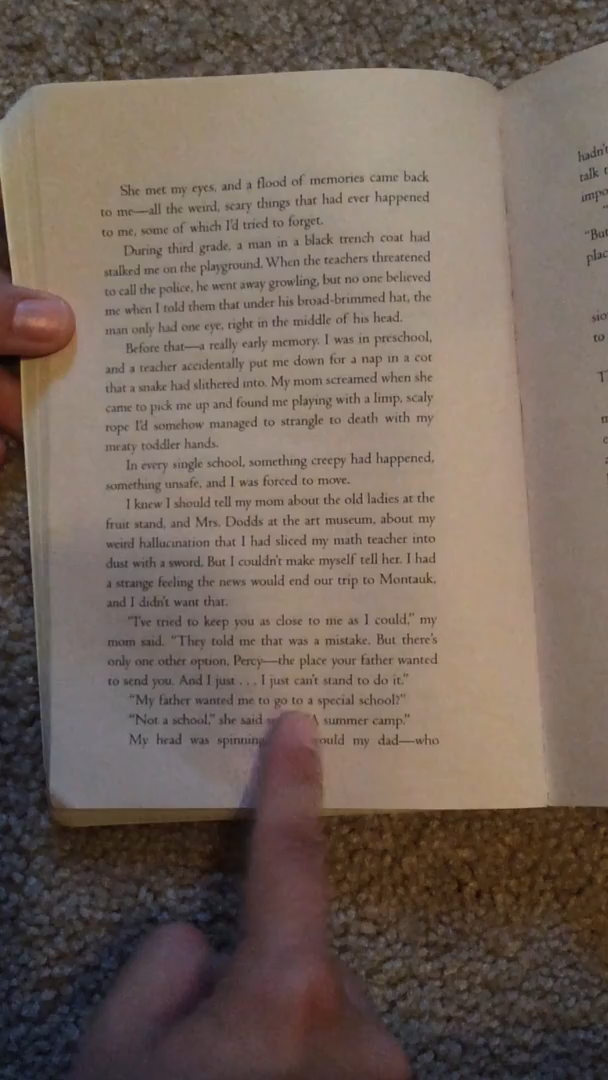 She met my eyes, and a flood of memories came back
to me—all the weird, scary things that had ever happened
to me, some of which I'd tried to forget.
During third grade, a man in a black trench coat had
stalked me on the playground. When the teachers threatened
to call the police, he went away growling, but no one believed
me when I told them that under his broad-brimmed hat, the
man only had one eye, right in the middle of his head.
Before that—a really early memory. I was in preschool,
and a teacher accidentally put me down for a nap in a cot
that a snake had slithered into. My mom screamed when she
came to pick me up and found me playing with a limp, scaly
rope I'd somehow managed to strangle to death with my
meaty toddler hands.
In every single school, something creepy had happened,
something unsafe, and I was forced to move.
I knew I should tell my mom about the old ladies at the
fruit stand, and Mrs. Dodds at the art museum, about my
weird hallucination that I had sliced my math teacher into
dust with a sword. But I couldn't make myself tell her. I had
a strange feeling the news would end our trip to Montauk,
and I didn't want that.
"I've tried to keep you as close to me as I could," my
mom said. "They told me that was a mistake. But there's
only one other option, Percy—the place your father wanted
to send you. And I just . . . I just can't stand to do it."
"My father wanted me to go to a special school?"
"Not a school," she said summer camp."
My head was spinning my dad—who
hadn't
talk
"But
to